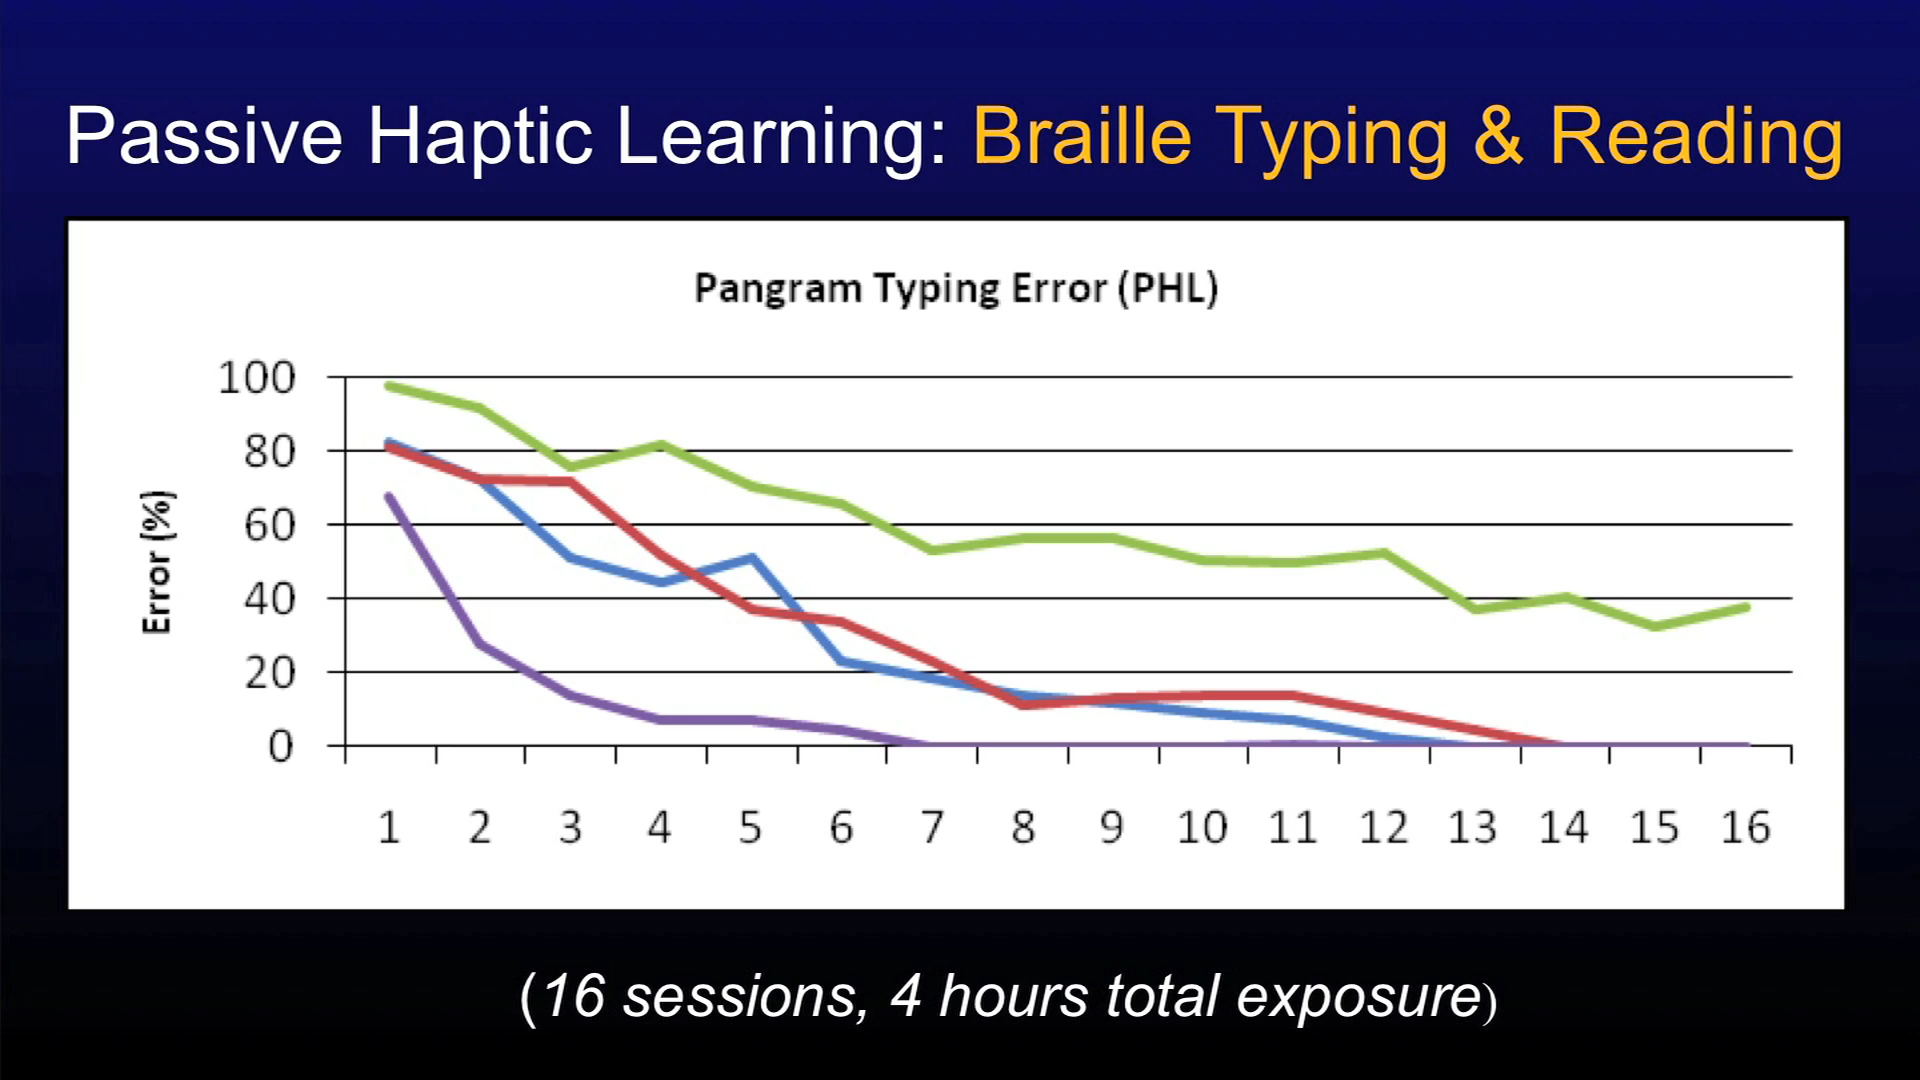 Passive Haptic Learning: Braille Typing & Reading
Pangram Typing Error (PHL)
Error (%)
100
80
60
40
20
0
1 2 3 4 5 6 7 8 9 10 11 12 13 14 15 16
(16 sessions, 4 hours total exposure)